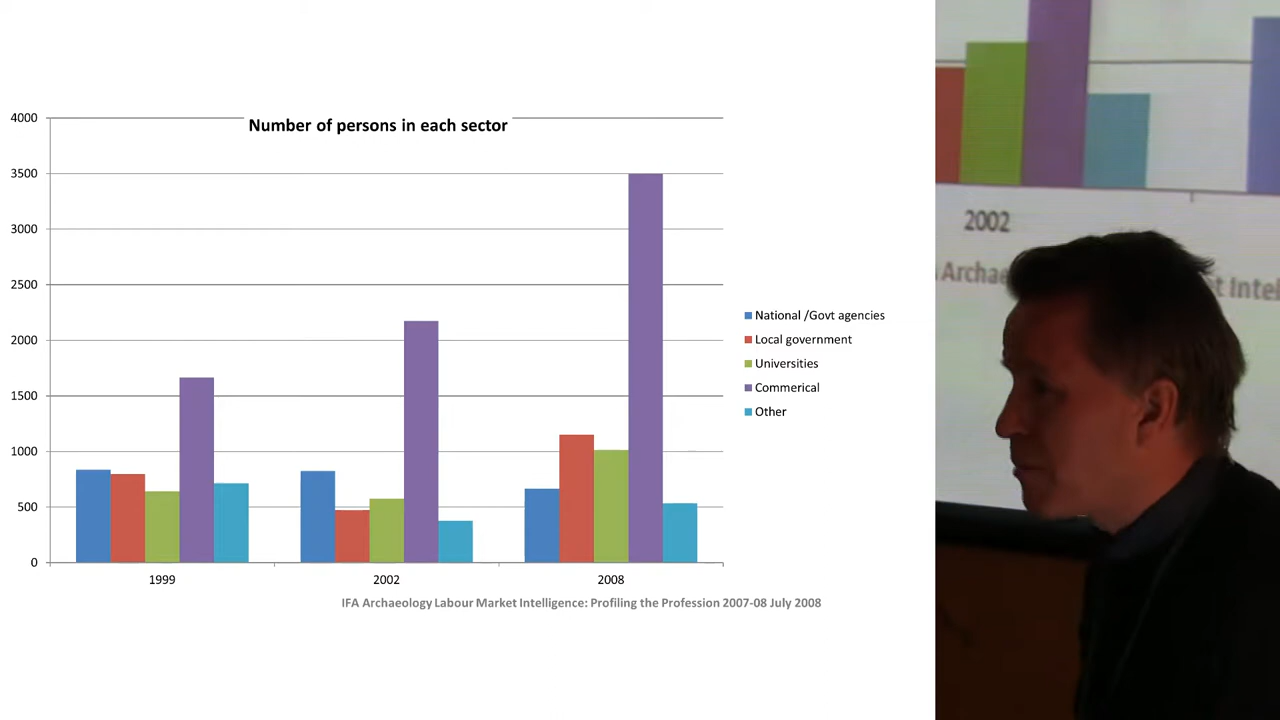 Number of persons in each sector
4000
3500
3000
2500
2000
1500
1000
500
0
1999 2002 2008
National /Govt agencies
Local government
Universities
Commerical
Other
IFA Archaeology Labour Market Intelligence: Profiling the Profession 2007-08 July 2008
2002